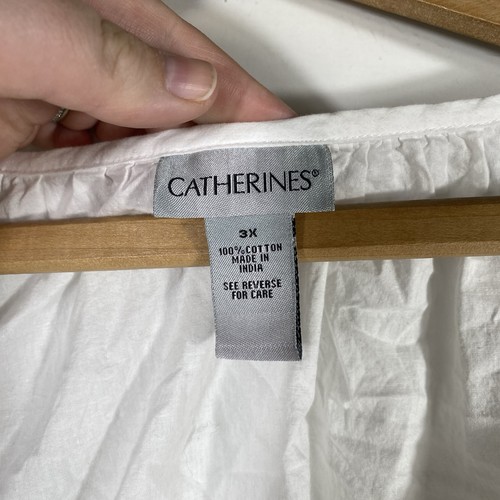 CATHERINES®
3X
100% COTTON
MADE IN
INDIA
SEE REVERSE
FOR CARE